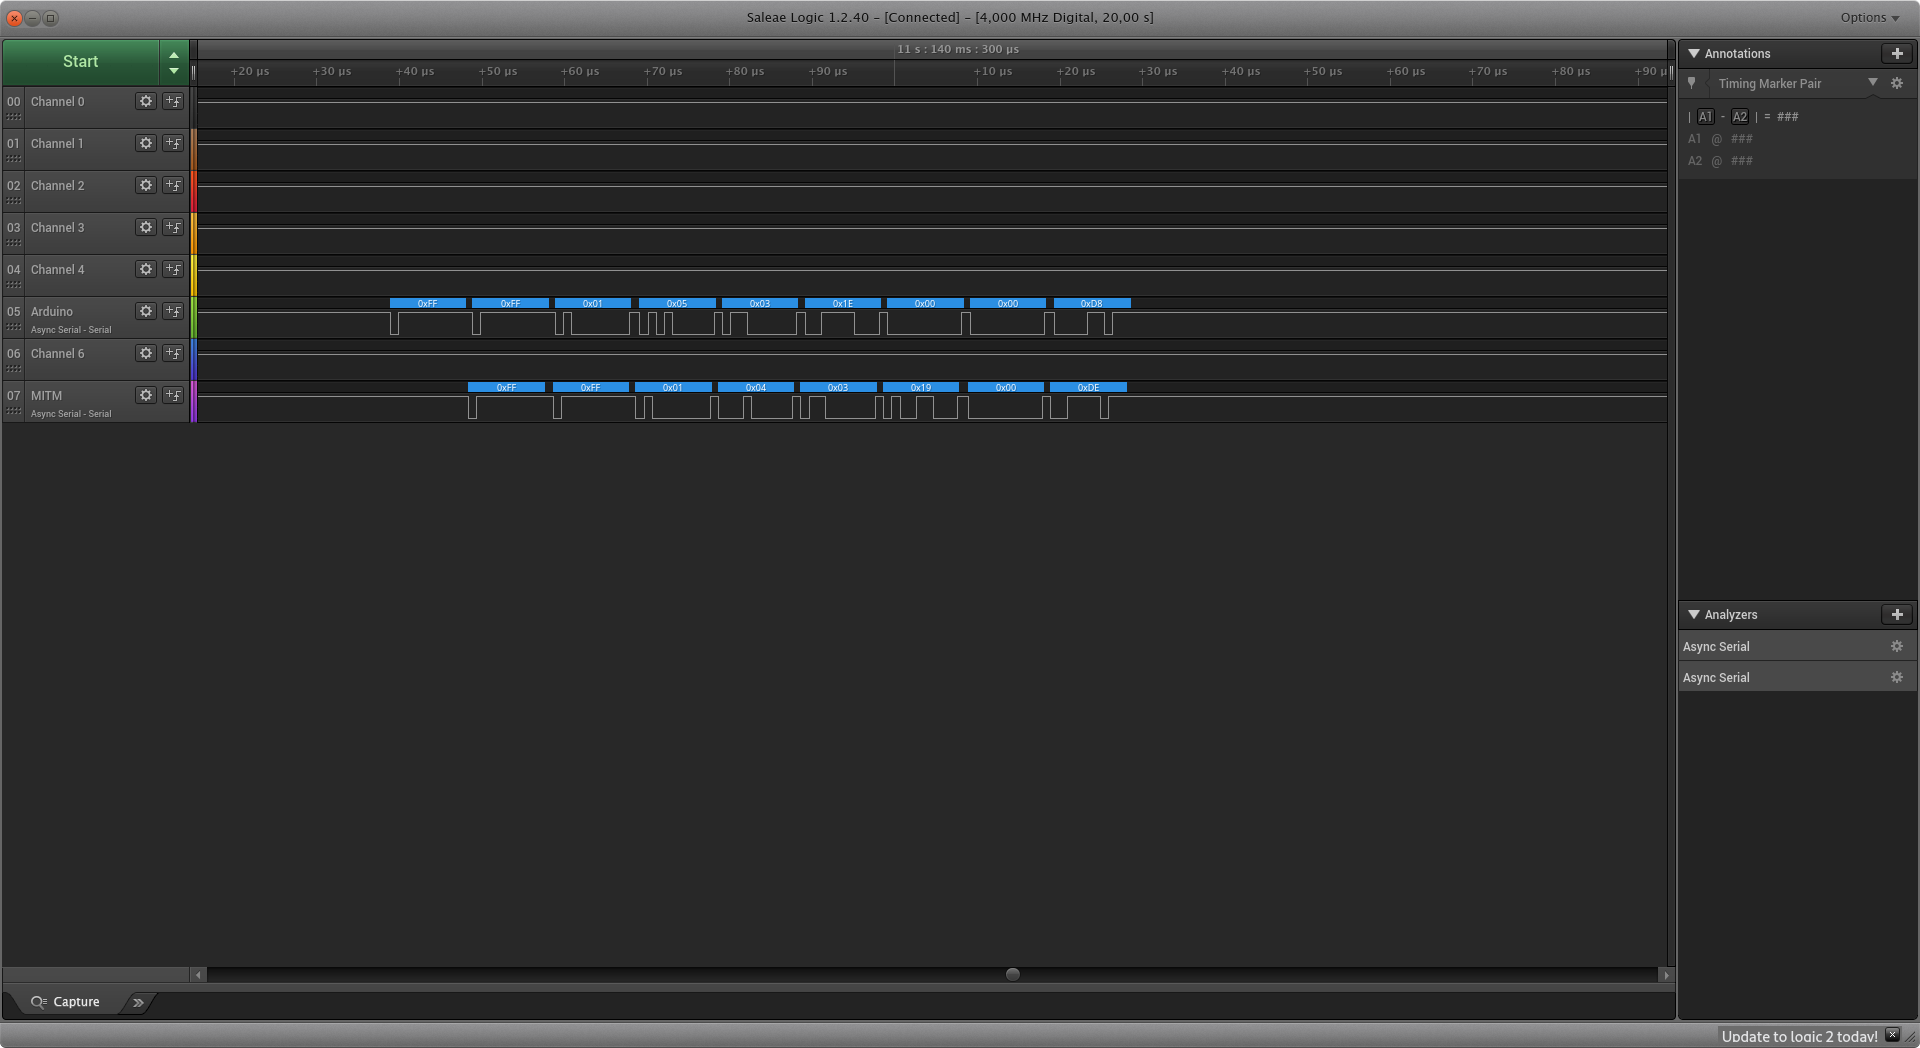 Saleae Logic 1.2.40 – [Connected] – [4,000 MHz Digital, 20,00 s]
Options
Start
11 s : 140 ms : 300 µs
+20 µs +30 µs +40 µs +50 µs +60 µs +70 µs +80 µs +90 µs +10 µs +20 µs +30 µs +40 µs +50 µs +60 µs +70 µs +80 µs +90 µ
00 Channel 0
01 Channel 1
02 Channel 2
03 Channel 3
04 Channel 4
0xFF 0xFF 0x01 0x05 0x03 0x1E 0x00 0x00 0xD8
05 Arduino
Async Serial - Serial
06 Channel 6
0xFF 0xFF 0x01 0x04 0x03 0x19 0x00 0xDE
07 MITM
Async Serial - Serial
Annotations
Timing Marker Pair
| A1 - A2 | = ###
A1 @ ###
A2 @ ###
Analyzers
Async Serial
Async Serial
Capture
Update to logic 2 today!